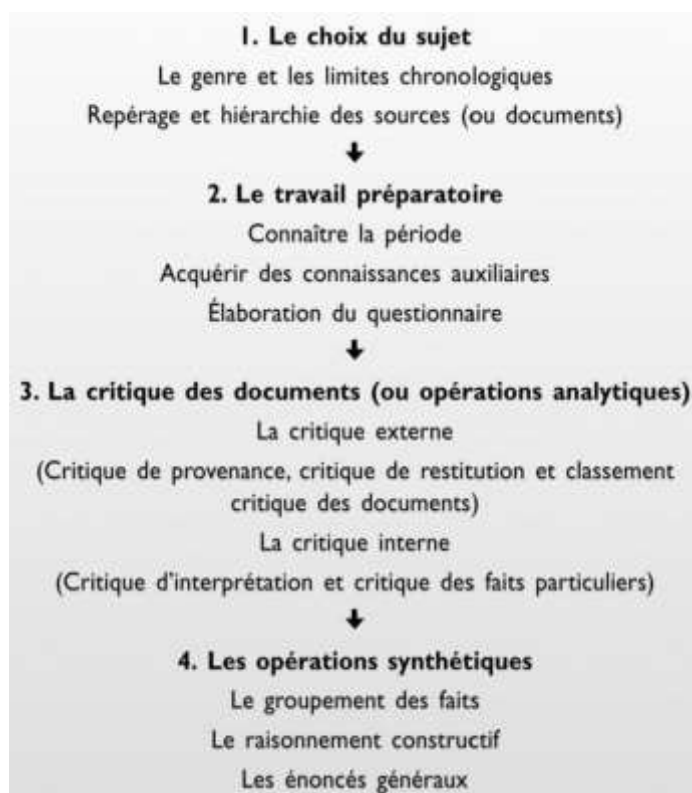 1. Le choix du sujet
Le genre et les limites chronologiques
Repérage et hiérarchie des sources (ou documents)
2. Le travail préparatoire
Connaître la période
Acquérir des connaissances auxiliaires
Élaboration du questionnaire
3. La critique des documents (ou opérations analytiques)
La critique externe
(Critique de provenance, critique de restitution et classement
critique des documents)
La critique interne
(Critique d'interprétation et critique des faits particuliers)
4. Les opérations synthétiques
Le groupement des faits
Le raisonnement constructif
Les énoncés généraux